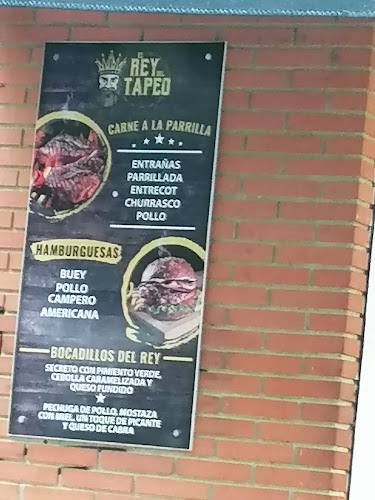 EL
REY
DEL
TAPEO
CARNE A LA PARRILLA
ENTRAÑAS
PARRILLADA
ENTRECOT
CHURRASCO
POLLO
HAMBURGUESAS
BUEY
POLLO
CAMPERO
AMERICANA
BOCADILLOS DEL REY
SECRETO CON PIMIENTO VERDE,
CEBOLLA CARAMELIZADA Y
QUESO FUNDIDO
PECHUGA DE POLLO, MOSTAZA
CON MIEL, UN TOQUE DE PICANTE
Y QUESO DE CABRA